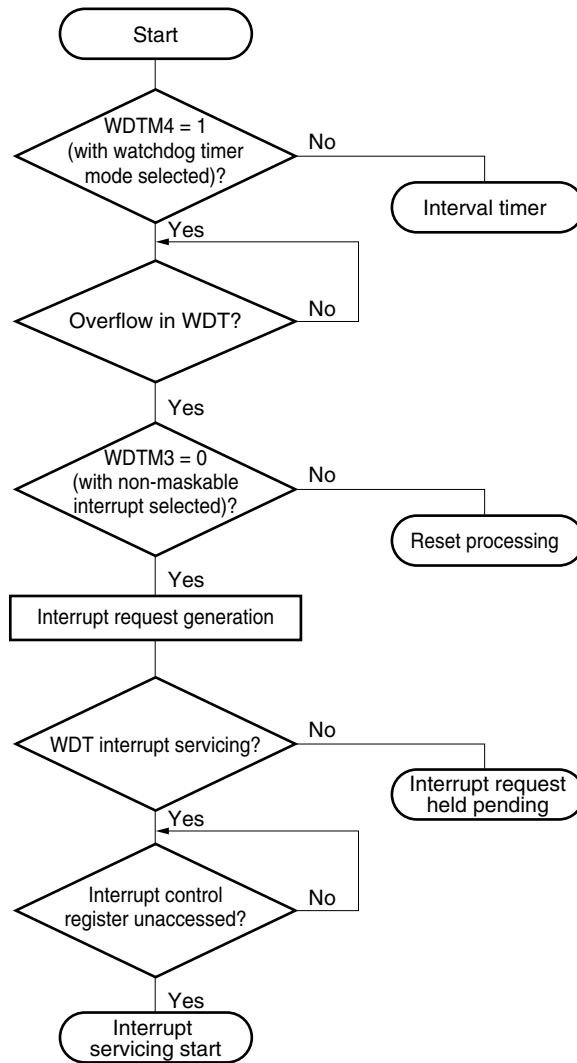 Start
WDTM4 = 1
(with watchdog timer
mode selected)?
No
Interval timer
Yes
Overflow in WDT?
No
Yes
WDTM3 = 0
(with non-maskable
interrupt selected)?
No
Reset processing
Yes
Interrupt request generation
WDT interrupt servicing?
No
Interrupt request
held pending
Yes
Interrupt control
register unaccessed?
No
Yes
Interrupt
servicing start